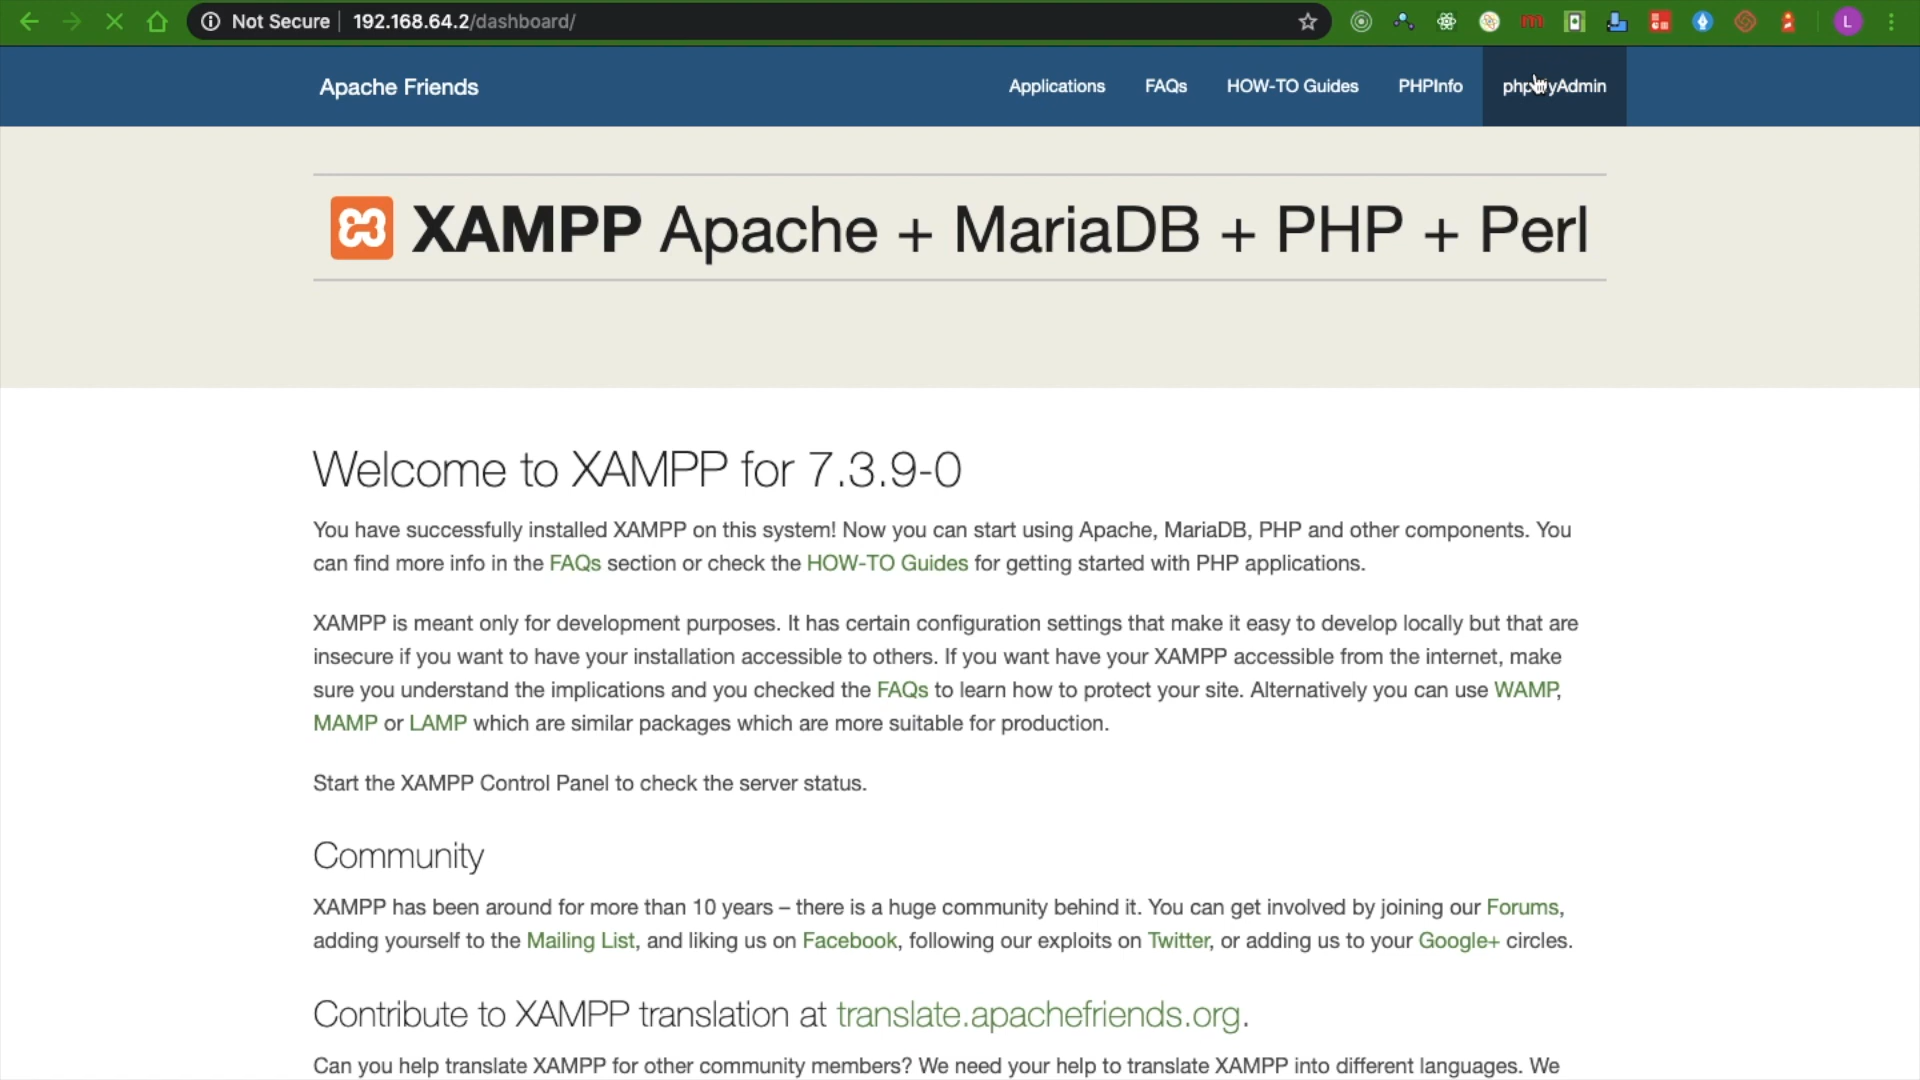 Not Secure 192.168.64.2/dashboard/
L
Apache Friends
Applications
FAQs
HOW-TO Guides
PHPInfo
phpMyAdmin
XAMPP Apache + MariaDB + PHP + Perl
Welcome to XAMPP for 7.3.9-0
You have successfully installed XAMPP on this system! Now you can start using Apache, MariaDB, PHP and other components. You
can find more info in the FAQs section or check the HOW-TO Guides for getting started with PHP applications.
XAMPP is meant only for development purposes. It has certain configuration settings that make it easy to develop locally but that are
insecure if you want to have your installation accessible to others. If you want have your XAMPP accessible from the internet, make
sure you understand the implications and you checked the FAQs to learn how to protect your site. Alternatively you can use WAMP,
MAMP or LAMP which are similar packages which are more suitable for production.
Start the XAMPP Control Panel to check the server status.
Community
XAMPP has been around for more than 10 years – there is a huge community behind it. You can get involved by joining our Forums,
adding yourself to the Mailing List, and liking us on Facebook, following our exploits on Twitter, or adding us to your Google+ circles.
Contribute to XAMPP translation at translate.apachefriends.org.
Can you help translate XAMPP for other community members? We need your help to translate XAMPP into different languages. We